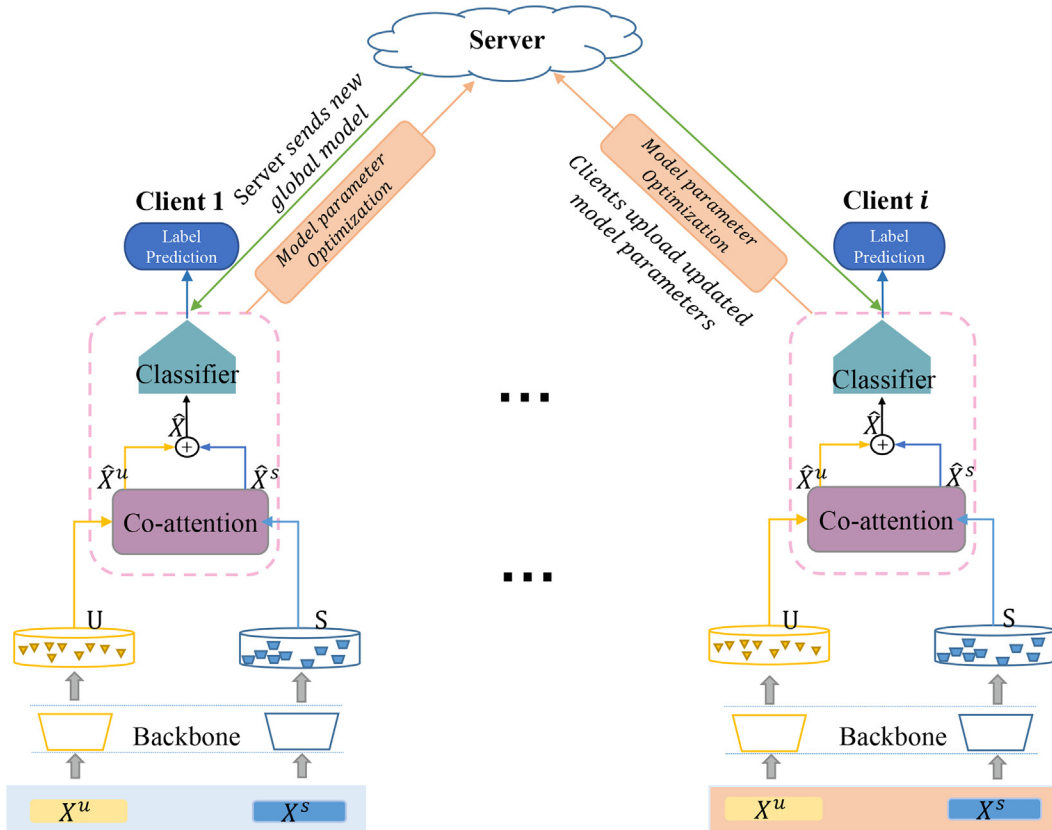 Server
Server sends new
global model
Model parameter
Optimization
Model parameter
Optimization
Clients upload updated
model parameters
Client 1
Label
Prediction
Client i
Label
Prediction
Classifier
X̂
X̂ᵘ
X̂ˢ
Co-attention
U
S
Backbone
Xᵘ
Xˢ
...
...
Classifier
X̂
X̂ᵘ
X̂ˢ
Co-attention
U
S
Backbone
Xᵘ
Xˢ